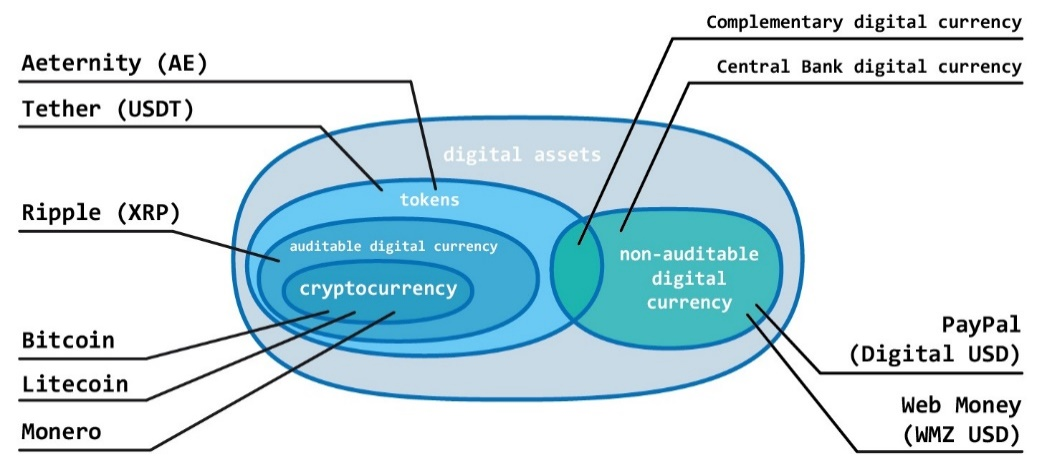 Complementary digital currency
Aeternity (AE)
Central Bank digital currency
Tether (USDT)
digital assets
tokens
Ripple (XRP)
auditable digital currency
non-auditable
digital
currency
cryptocurrency
Bitcoin
Litecoin
Monero
PayPal
(Digital USD)
Web Money
(WMZ USD)